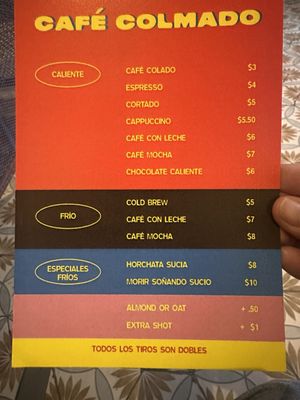 CAFÉ COLMADO
CALIENTE
CAFÉ COLADO $3
ESPRESSO $4
CORTADO $5
CAPPUCCINO $5.50
CAFÉ CON LECHE $6
CAFÉ MOCHA $7
CHOCOLATE CALIENTE $6
FRÍO
COLD BREW $5
CAFÉ CON LECHE $7
CAFÉ MOCHA $8
ESPECIALES
FRÍOS
HORCHATA SUCIA $8
MORIR SOÑANDO SUCIO $10
ALMOND OR OAT + .50
EXTRA SHOT + $1
TODOS LOS TIROS SON DOBLES